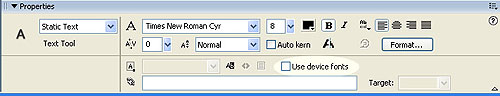 Properties
A Static Text A Times New Roman Cyr 8 B I
Text Tool A|V 0 Normal Auto kern Format...
Use device fonts
Target: